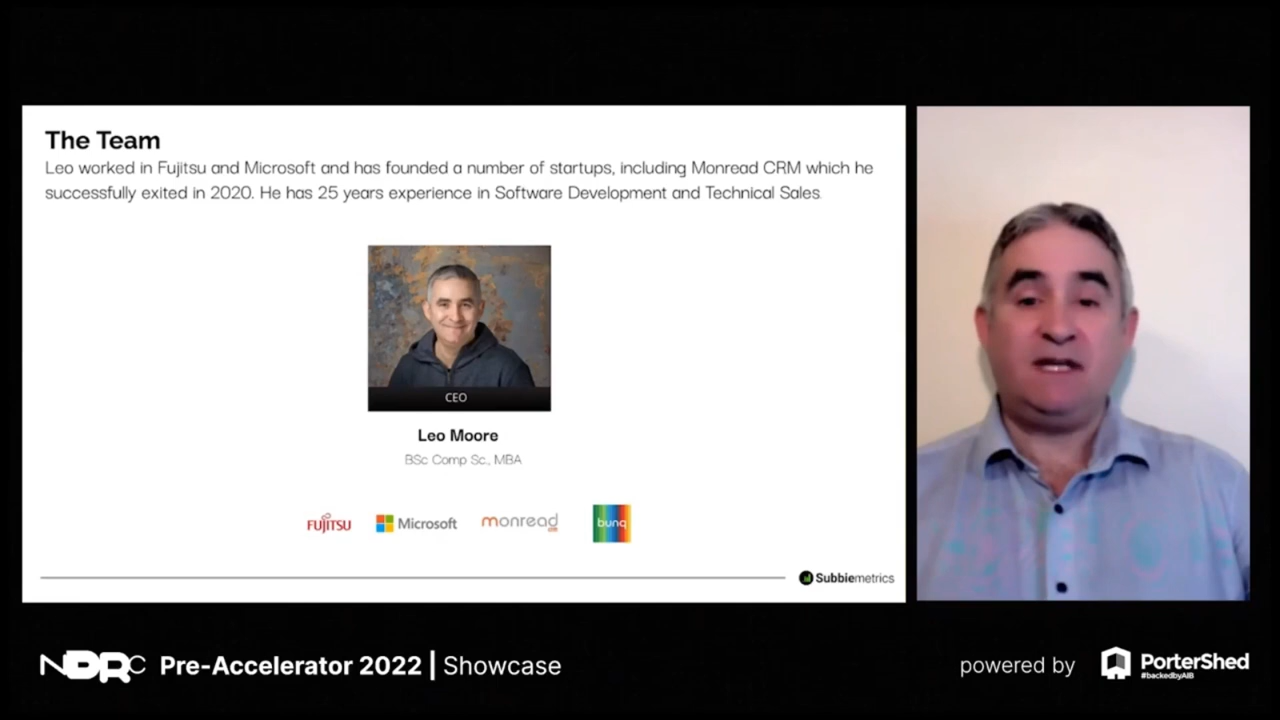 The Team
Leo worked in Fujitsu and Microsoft and has founded a number of startups, including Monread CRM which he
successfully exited in 2020. He has 25 years experience in Software Development and Technical Sales.
CEO
Leo Moore
BSc Comp Sc., MBA
FUJITSU
Microsoft
monread
bunq
Subbiemetrics
NDRC Pre-Accelerator 2022 | Showcase
powered by PorterShed
#backedbyAIB